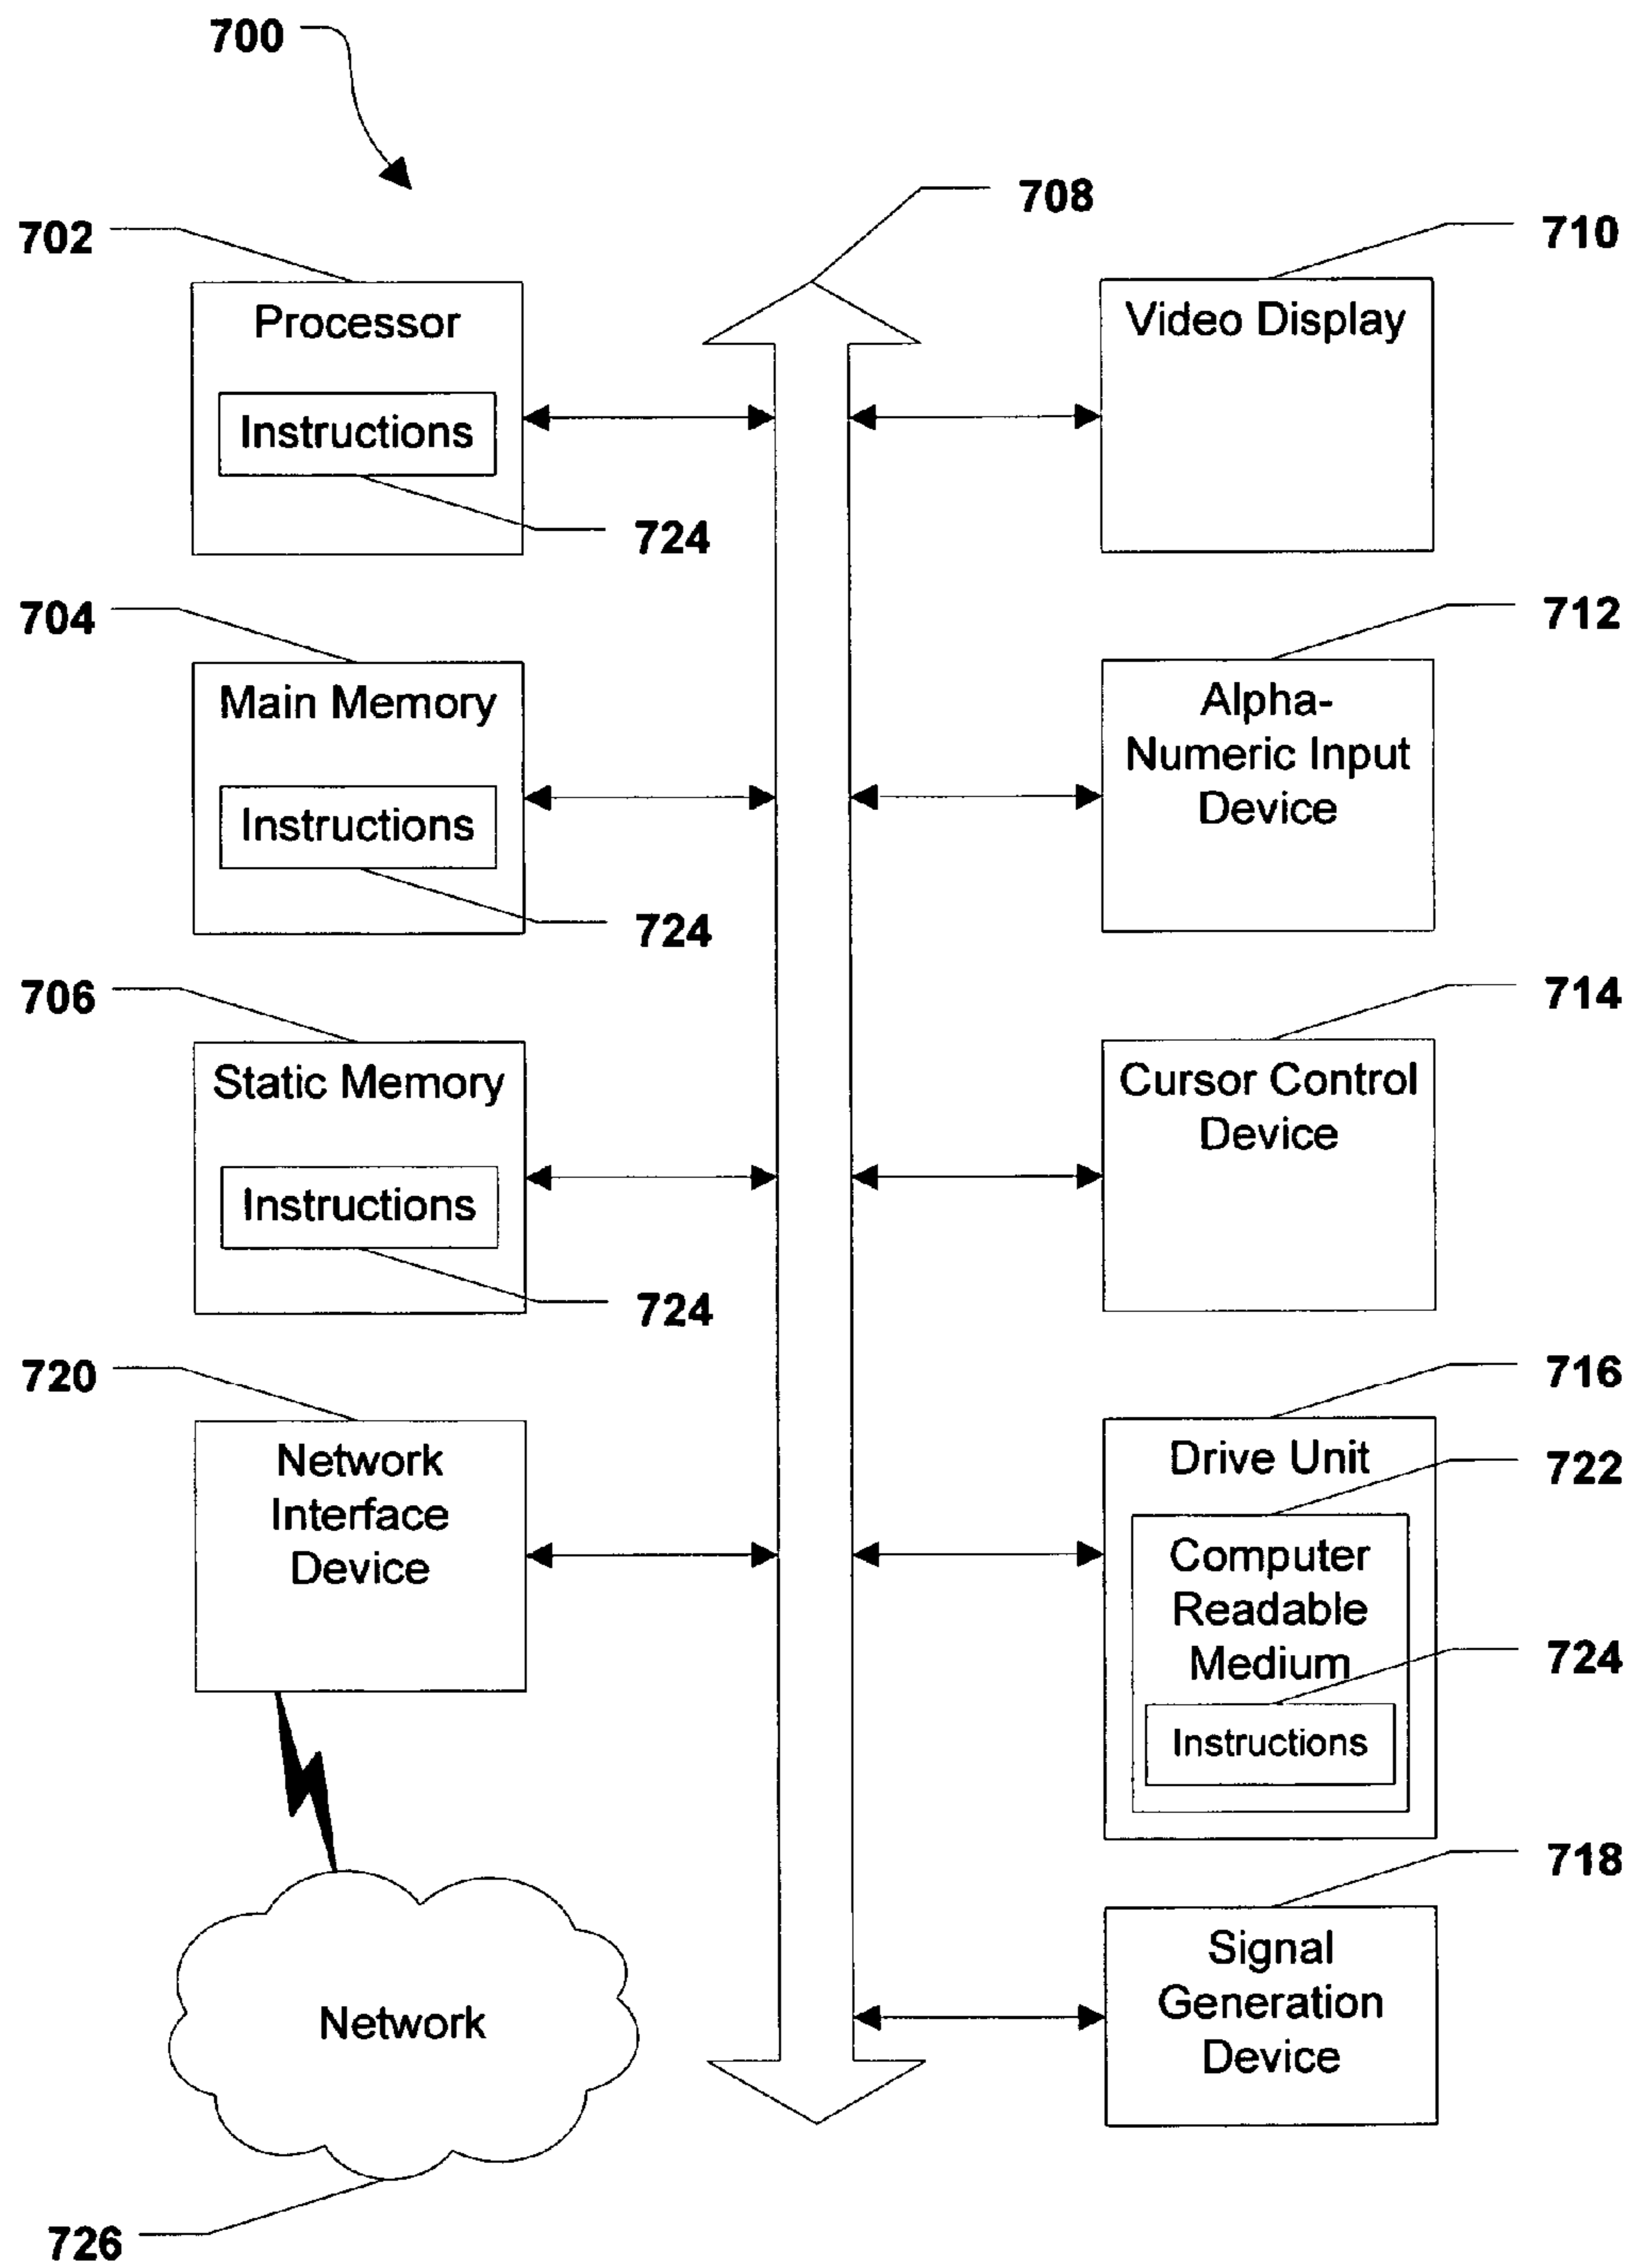 700
708
702
710
Processor
Video Display
Instructions
724
704
712
Main Memory
Alpha-
Numeric Input
Device
Instructions
724
706
714
Static Memory
Cursor Control
Device
Instructions
724
720
716
Network
Interface
Device
Drive Unit
722
Computer
Readable
Medium
724
Instructions
718
Signal
Generation
Device
Network
726